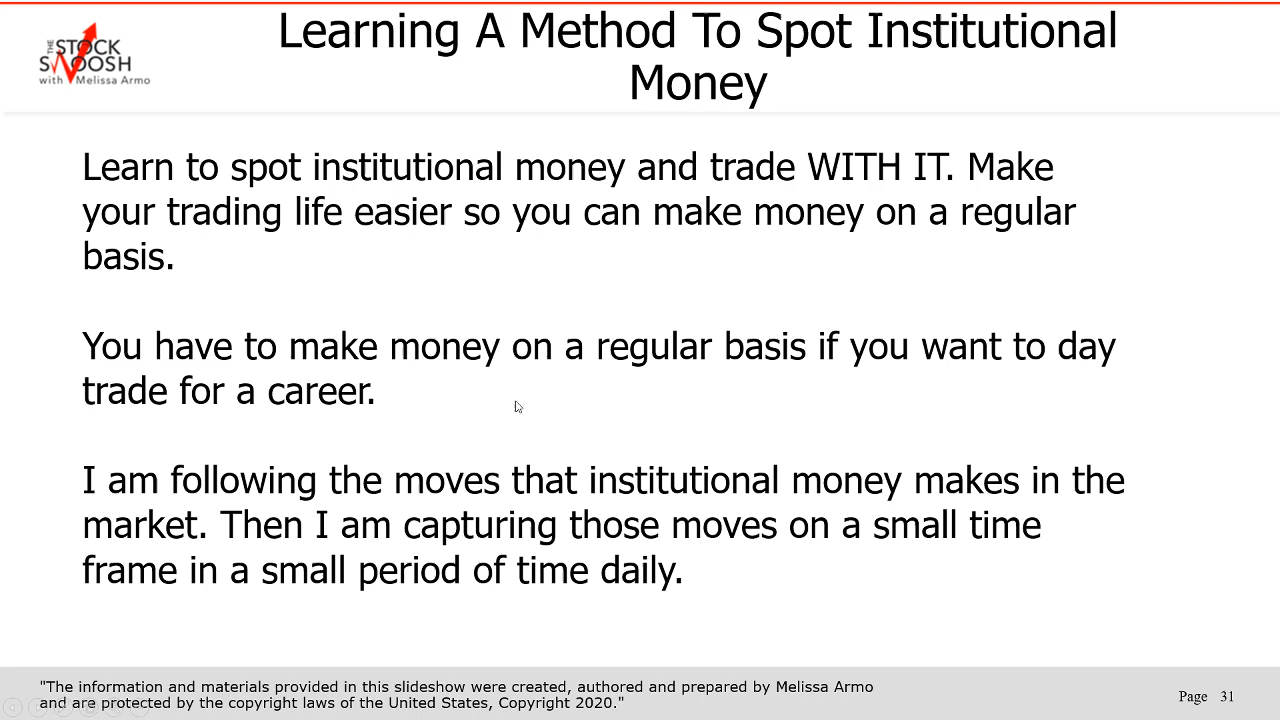 Learning A Method To Spot Institutional
Money
THE
STOCK
SWOOSH
with Melissa Armo
Learn to spot institutional money and trade WITH IT. Make
your trading life easier so you can make money on a regular
basis.
You have to make money on a regular basis if you want to day
trade for a career.
I am following the moves that institutional money makes in the
market. Then I am capturing those moves on a small time
frame in a small period of time daily.
"The information and materials provided in this slideshow were created, authored and prepared by Melissa Armo
and are protected by the copyright laws of the United States, Copyright 2020."
Page 31